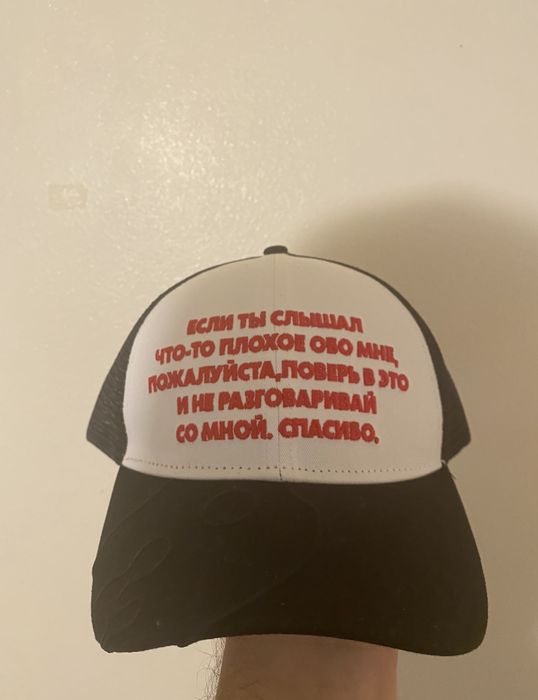 ЕСЛИ ТЫ СЛЫШАЛ
ЧТО-ТО ПЛОХОЕ ОБО МНЕ,
ПОЖАЛУЙСТА,ПОВЕРЬ В ЭТО
И НЕ РАЗГОВАРИВАЙ
СО МНОЙ. СПАСИБО.